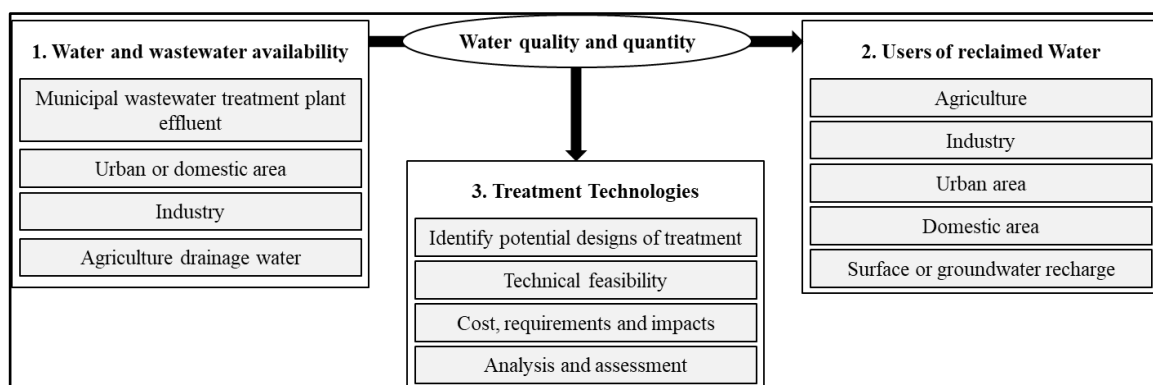 1. Water and wastewater availability
Municipal wastewater treatment plant
effluent
Urban or domestic area
Industry
Agriculture drainage water
Water quality and quantity
2. Users of reclaimed Water
Agriculture
Industry
Urban area
Domestic area
Surface or groundwater recharge
3. Treatment Technologies
Identify potential designs of treatment
Technical feasibility
Cost, requirements and impacts
Analysis and assessment